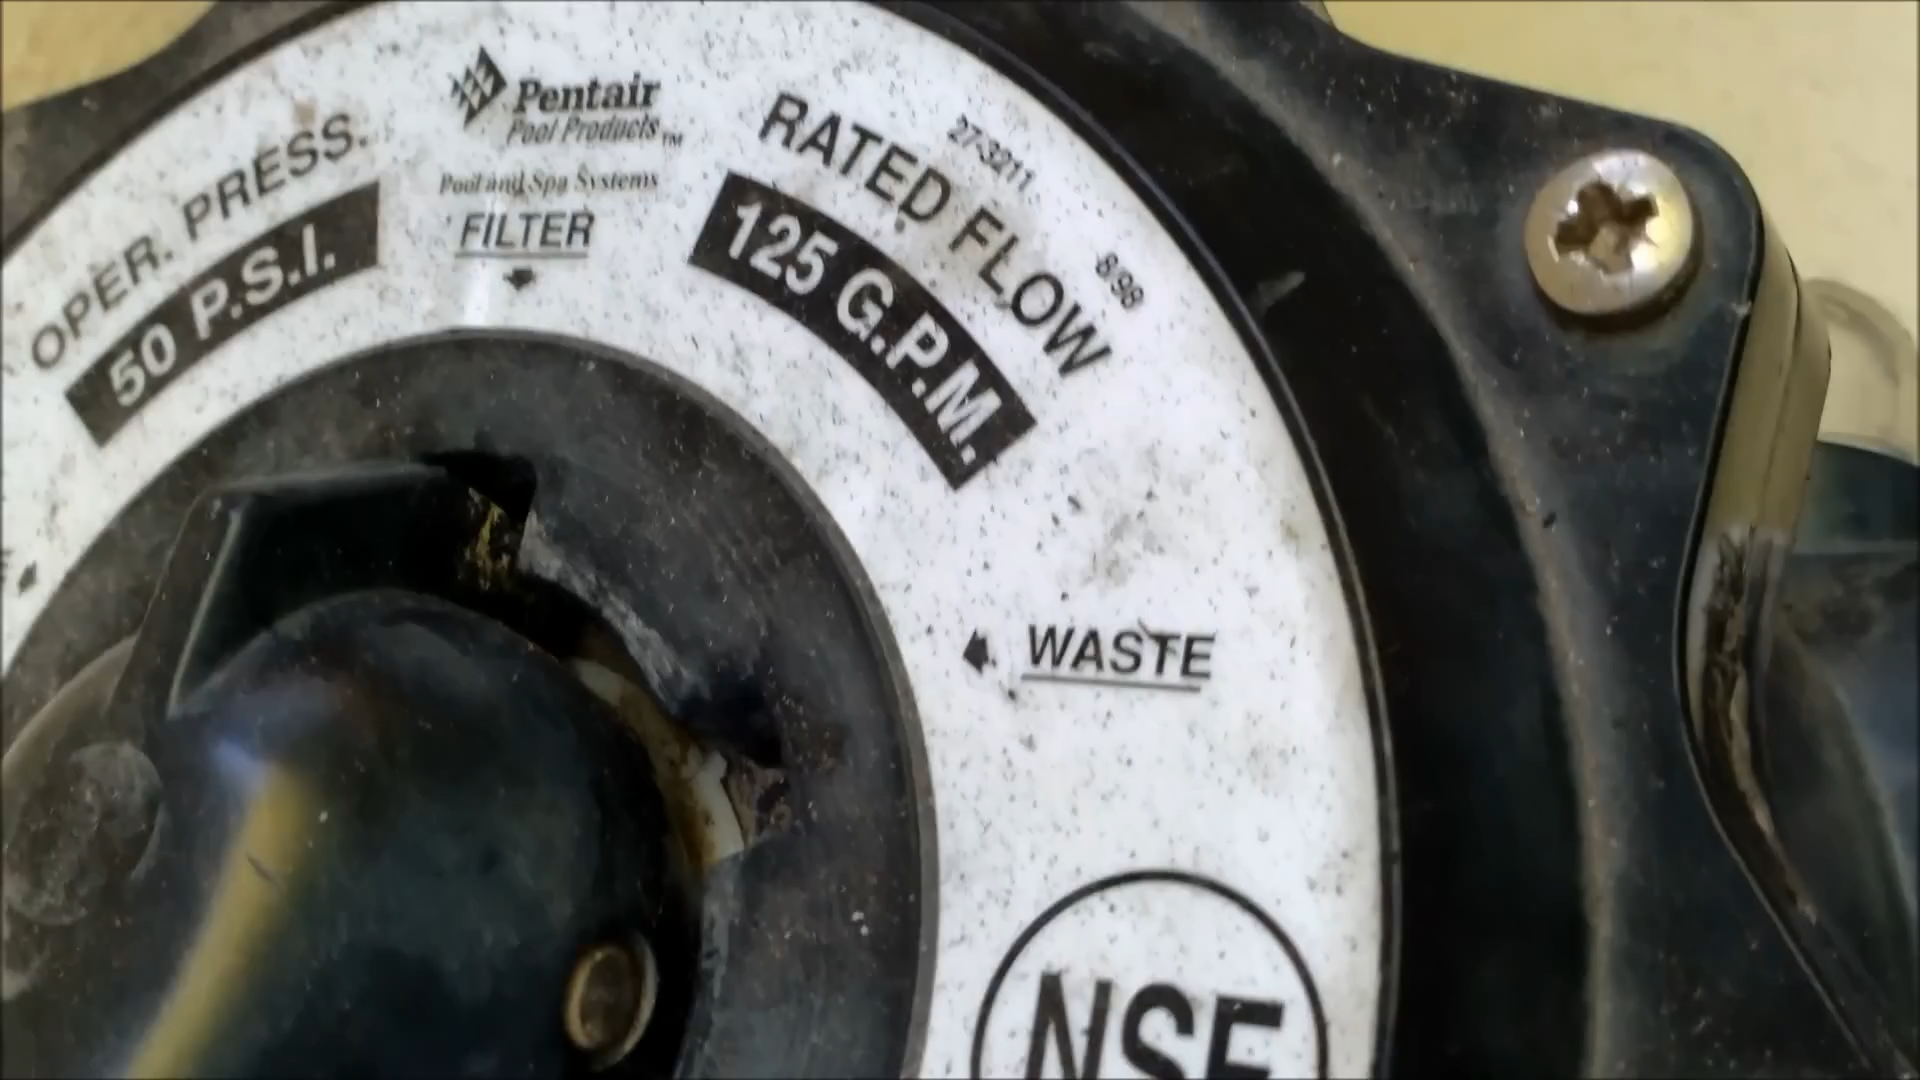 OPER. PRESS.
50 P.S.I.
Pentair
Pool Products™
Pool and Spa Systems
FILTER
RATED FLOW
125 G.P.M.
27-3211
8/98
WASTE
NSF